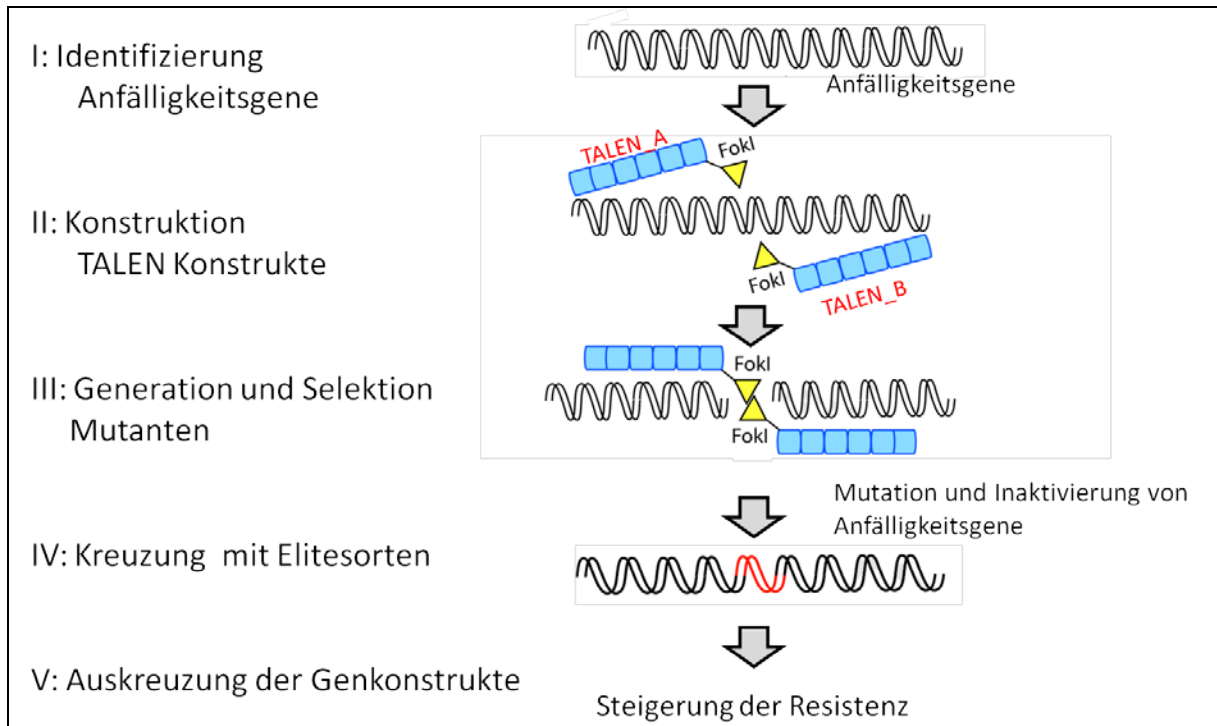 I: Identifizierung
Anfälligkeitsgene
Anfälligkeitsgene
TALEN_A
FokI
II: Konstruktion
TALEN Konstrukte
FokI
TALEN_B
III: Generation und Selektion
Mutanten
FokI
FokI
Mutation und Inaktivierung von
Anfälligkeitsgene
IV: Kreuzung mit Elitesorten
V: Auskreuzung der Genkonstrukte
Steigerung der Resistenz